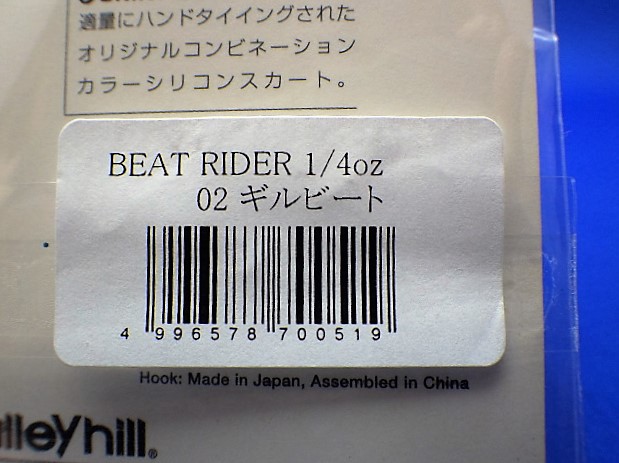 適量にハンドタイイングされた
オリジナルコンビネーション
カラーシリコンスカート。
BEAT RIDER 1/4oz
02 ギルビート
4 996578 700519
Hook: Made in Japan, Assembled in China
lleyhill®